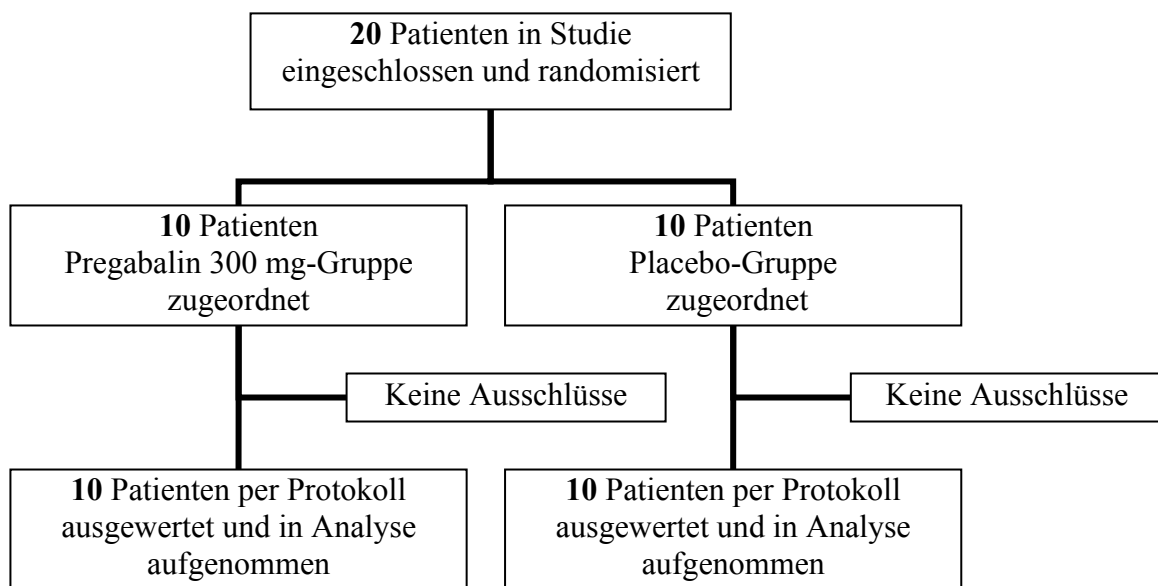 20 Patienten in Studie
eingeschlossen und randomisiert
10 Patienten
Pregabalin 300 mg-Gruppe
zugeordnet
10 Patienten
Placebo-Gruppe
zugeordnet
Keine Ausschlüsse
Keine Ausschlüsse
10 Patienten per Protokoll
ausgewertet und in Analyse
aufgenommen
10 Patienten per Protokoll
ausgewertet und in Analyse
aufgenommen